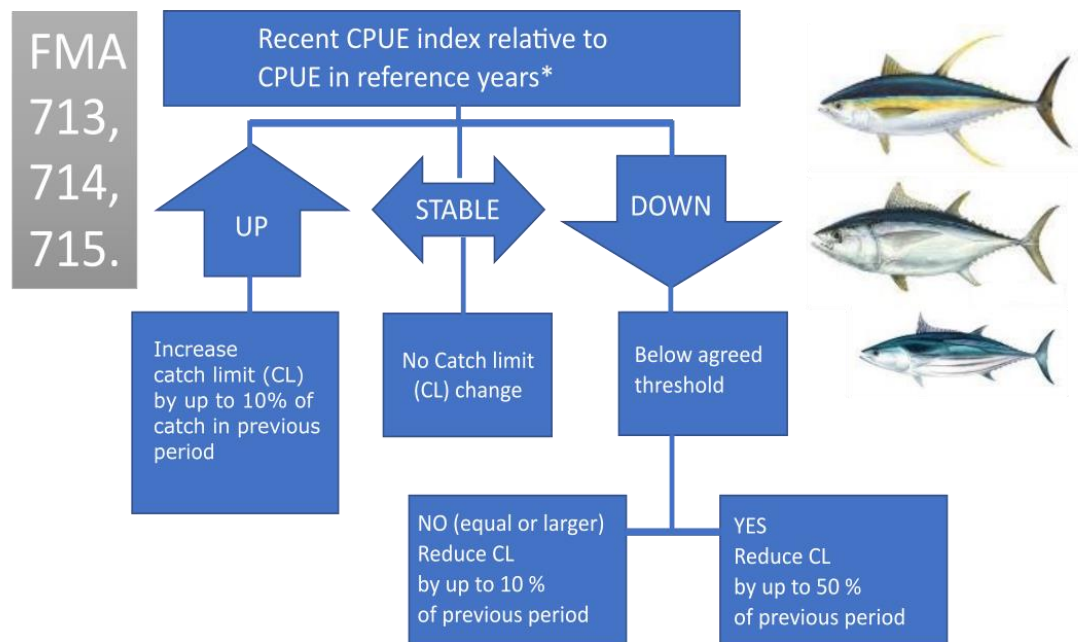 FMA
713,
714,
715.
Recent CPUE index relative to
CPUE in reference years*
UP
STABLE
DOWN
Increase
catch limit (CL)
by up to 10% of
catch in previous
period
No Catch limit
(CL) change
Below agreed
threshold
NO (equal or larger)
Reduce CL
by up to 10 %
of previous period
YES
Reduce CL
by up to 50 %
of previous period